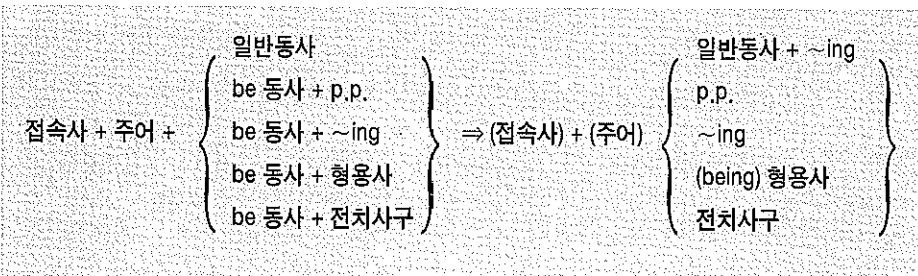 접속사 + 주어 +
일반동사
be 동사 + p.p.
be 동사 + ~ing
be 동사 + 형용사
be 동사 + 전치사구
⇒ (접속사) + (주어)
일반동사 + ~ing
p.p.
~ing
(being) 형용사
전치사구